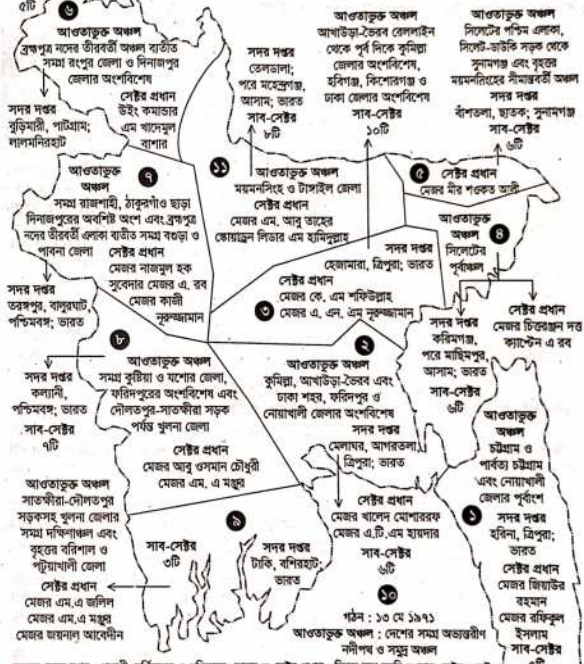 ৫টি
৬
আওতাভুক্ত অঞ্চল
ব্রহ্মপুত্র নদের তীরবর্তী অঞ্চল ব্যতীত
সমগ্র রংপুর জেলা ও দিনাজপুর
জেলার অংশবিশেষ
সদর দপ্তর
বুড়িমারী, পাটগ্রাম;
লালমনিরহাট
সেক্টর প্রধান
উইং কমান্ডার
এম খাদেমুল
বাশার
সদর দপ্তর
তেলঢালা;
পরে মহেন্দ্রগঞ্জ,
আসাম; ভারত
সাব-সেক্টর
৮টি
আওতাভুক্ত অঞ্চল
আখাউড়া-ভৈরব রেললাইন
থেকে পূর্ব দিকে কুমিল্লা
জেলার অংশবিশেষ,
হবিগঞ্জ, কিশোরগঞ্জ ও
ঢাকা জেলার অংশবিশেষ
সাব-সেক্টর
১০টি
আওতাভুক্ত অঞ্চল
সিলেটের পশ্চিম এলাকা,
সিলেট-ডাউকি সড়ক থেকে
সুনামগঞ্জ এবং বৃহত্তর
ময়মনসিংহের সীমান্তবর্তী অঞ্চল
সদর দপ্তর
বাঁশতলা, ছাতক; সুনামগঞ্জ
সাব-সেক্টর
৬টি
৭
আওতাভুক্ত
অঞ্চল
সমগ্র রাজশাহী, ঠাকুরগাঁও ছাড়া
দিনাজপুরের অবশিষ্ট অংশ এবং ব্রহ্মপুত্র
নদের তীরবর্তী এলাকা ব্যতীত সমগ্র বগুড়া ও
পাবনা জেলা
সেক্টর প্রধান
মেজর নাজমুল হক
সুবেদার মেজর এ. রব
মেজর কাজী
নূরুজ্জামান
সদর দপ্তর
তরঙ্গপুর, বালুরঘাট,
পশ্চিমবঙ্গ; ভারত
১১
আওতাভুক্ত অঞ্চল
ময়মনসিংহ ও টাঙ্গাইল জেলা
সেক্টর প্রধান
মেজর এম. আবু তাহের
স্কোয়াড্রন লিডার এম হামিদুল্লাহ
৫
সেক্টর প্রধান
মেজর মীর শওকত আলী
আওতাভুক্ত
অঞ্চল
সিলেটের
পূর্বাঞ্চল
৪
সদর দপ্তর
হেজামারা, ত্রিপুরা; ভারত
সেক্টর প্রধান
মেজর কে. এম শফিউল্লাহ
৩
মেজর এ. এন. এম নূরুজ্জামান
সদর দপ্তর
করিমগঞ্জ,
পরে মাছিমপুর,
আসাম; ভারত
সাব-সেক্টর
৬টি
সেক্টর প্রধান
মেজর চিত্তরঞ্জন দত্ত
ক্যাপ্টেন এ রব
৮
আওতাভুক্ত অঞ্চল
সমগ্র কুষ্টিয়া ও যশোর জেলা,
ফরিদপুরের অংশবিশেষ এবং
দৌলতপুর-সাতক্ষীরা সড়ক
পর্যন্ত খুলনা জেলা
সেক্টর প্রধান
মেজর আবু ওসমান চৌধুরী
মেজর এম. এ মঞ্জুর
সদর দপ্তর
কল্যানী,
পশ্চিমবঙ্গ; ভারত
সাব-সেক্টর
৭টি
২
আওতাভুক্ত অঞ্চল
কুমিল্লা, আখাউড়া-ভৈরব এবং
ঢাকা শহর, ফরিদপুর ও
নোয়াখালী জেলার অংশবিশেষ
সদর দপ্তর
মেলাঘর, আগরতলা,
ত্রিপুরা; ভারত
সেক্টর প্রধান
মেজর খালেদ মোশাররফ
মেজর এ.টি.এম হায়দার
সাব-সেক্টর
৬টি
আওতাভুক্ত
অঞ্চল
চট্টগ্রাম ও
পার্বত্য চট্টগ্রাম
এবং নোয়াখালী
জেলার পূর্বাংশ
১
সদর দপ্তর
হরিনা, ত্রিপুরা;
ভারত
সেক্টর প্রধান
মেজর জিয়াউর
রহমান
মেজর রফিকুল
ইসলাম
সাব-সেক্টর
আওতাভুক্ত অঞ্চল
সাতক্ষীরা-দৌলতপুর
সড়কসহ খুলনা জেলার
সমগ্র দক্ষিণাঞ্চল এবং
বৃহত্তর বরিশাল ও
পটুয়াখালী জেলা
সেক্টর প্রধান
মেজর এম.এ জলিল
মেজর এম.এ মঞ্জুর
মেজর জয়নাল আবেদীন
৯
সাব-সেক্টর
৩টি
সদর দপ্তর
টাকি, বশিরহাট;
ভারত
১০
গঠন : ১৩ মে ১৯৭১
আওতাভুক্ত অঞ্চল : দেশের সমগ্র অভ্যন্তরীণ
নদীপথ ও সমুদ্র অঞ্চল